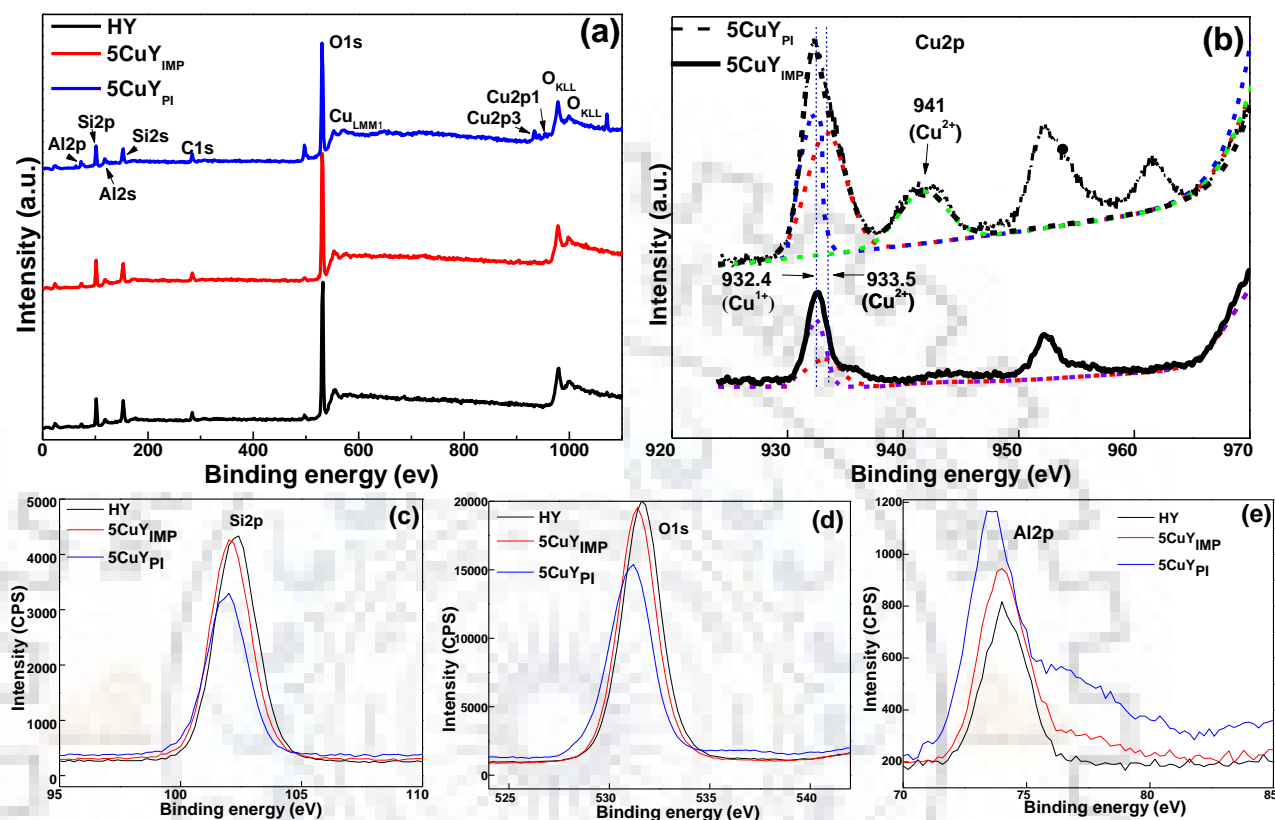 (a)
HY
5CuY_IMP
5CuY_PI
O1s
Al2p
Si2p
Si2s
Al2s
C1s
Cu_LMM1
Cu2p3
Cu2p1
O_KLL
O_KLL
Intensity (a.u.)
0 200 400 600 800 1000
Binding energy (ev)
(b)
5CuY_PI
5CuY_IMP
Cu2p
941
(Cu²⁺)
932.4
(Cu¹⁺)
933.5
(Cu²⁺)
Intensity (a.u.)
920 930 940 950 960 970
Binding energy (eV)
(c)
HY
5CuY_IMP
5CuY_PI
Si2p
Intensity (CPS)
5000
4000
3000
2000
1000
0
95 100 105 110
Binding energy (eV)
(d)
HY
5CuY_IMP
5CuY_PI
O1s
Intensity (CPS)
20000
15000
10000
5000
0
525 530 535 540
Binding energy (eV)
(e)
Al2p
HY
5CuY_IMP
5CuY_PI
Intensity (CPS)
1200
1000
800
600
400
200
70 75 80 85
Binding energy (eV)